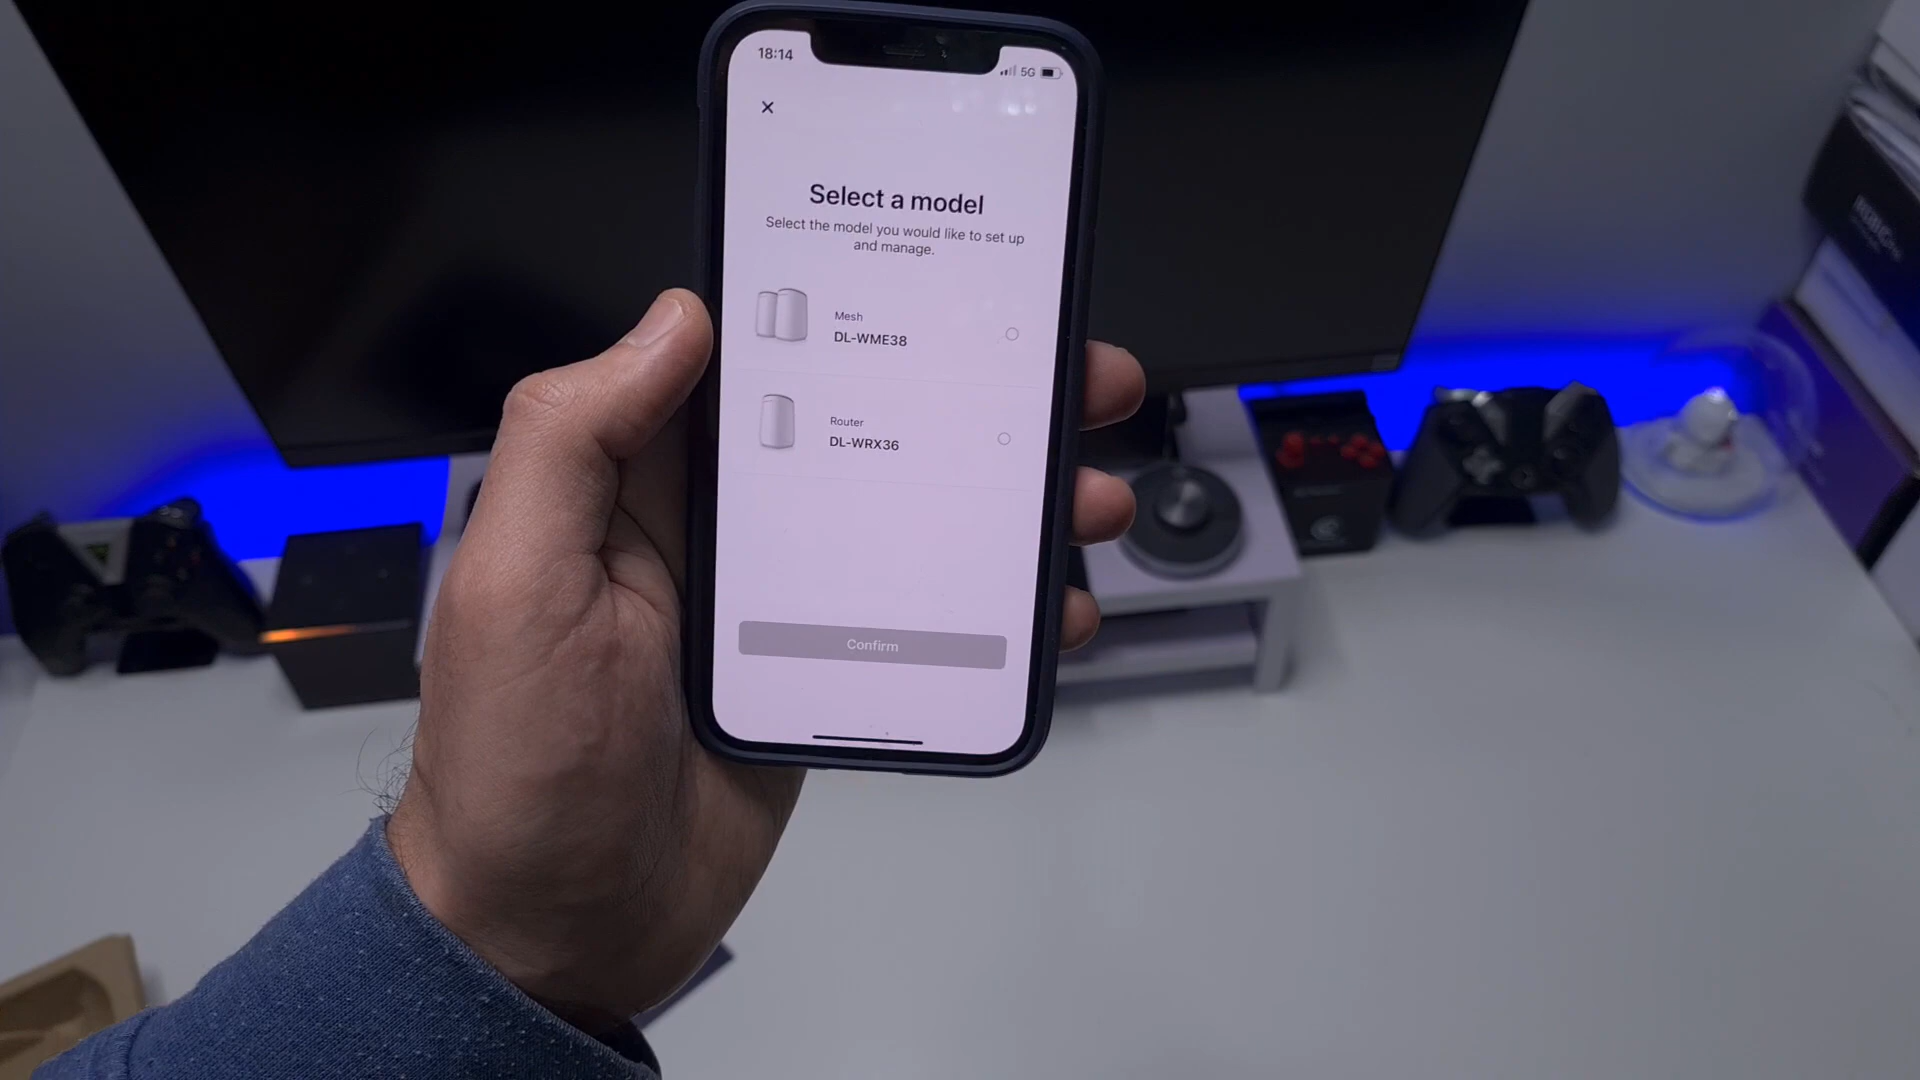 18:14
5G
Select a model
Select the model you would like to set up
and manage.
Mesh
DL-WME38
Router
DL-WRX36
Confirm